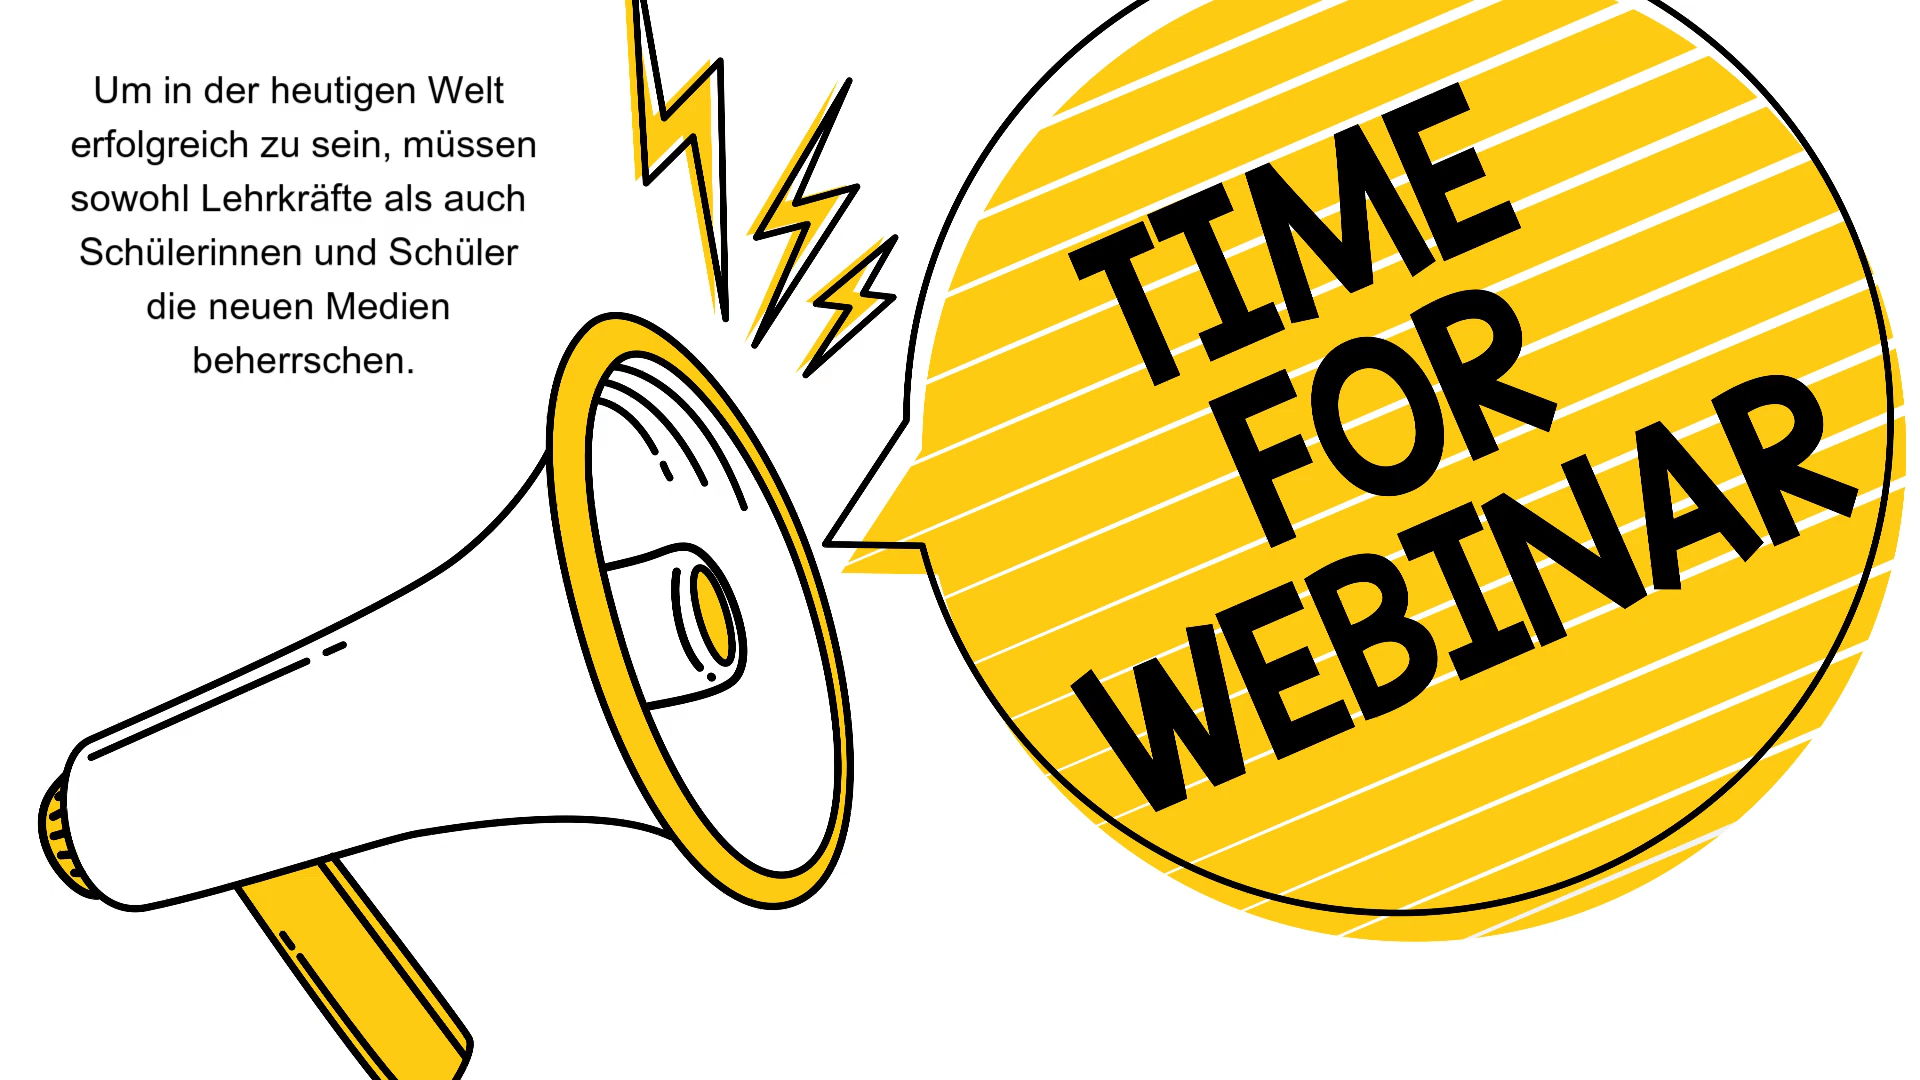 Um in der heutigen Welt
erfolgreich zu sein, müssen
sowohl Lehrkräfte als auch
Schülerinnen und Schüler
die neuen Medien
beherrschen.
TIME
FOR
WEBINAR